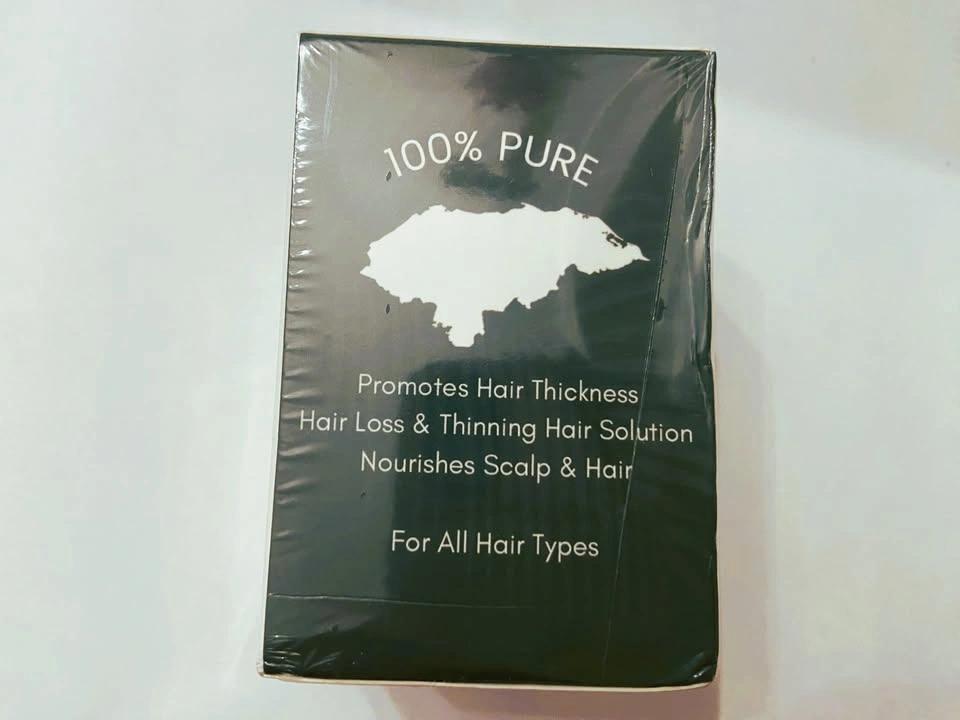 100% PURE
Promotes Hair Thickness
Hair Loss & Thinning Hair Solution
Nourishes Scalp & Hair
For All Hair Types